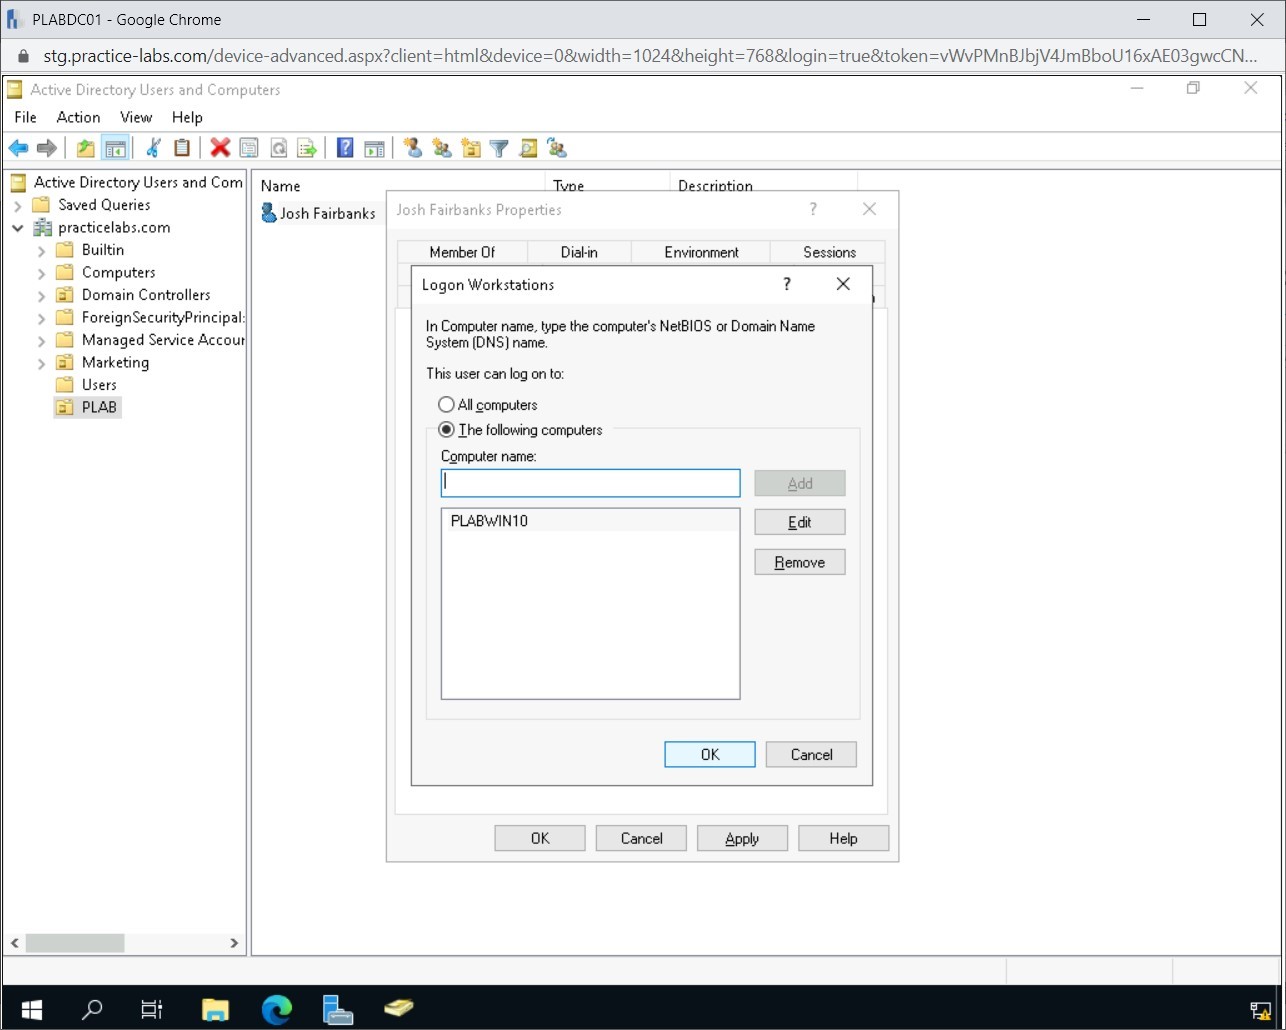 PLABDC01 - Google Chrome
stg.practice-labs.com/device-advanced.aspx?client=html&device=0&width=1024&height=768&login=true&token=vWvPMnBJbjV4JmBboU16xAE03gwcCN...
Active Directory Users and Computers
File Action View Help
Active Directory Users and Com
Saved Queries
practicelabs.com
Builtin
Computers
Domain Controllers
ForeignSecurityPrincipal:
Managed Service Accour
Marketing
Users
PLAB
Name Type Description
Josh Fairbanks
Josh Fairbanks Properties ?
Member Of Dial-in Environment Sessions
Logon Workstations ?
In Computer name, type the computer's NetBIOS or Domain Name
System (DNS) name.
This user can log on to:
All computers
The following computers
Computer name:
Add
PLABWIN10
Edit
Remove
OK Cancel
OK Cancel Apply Help